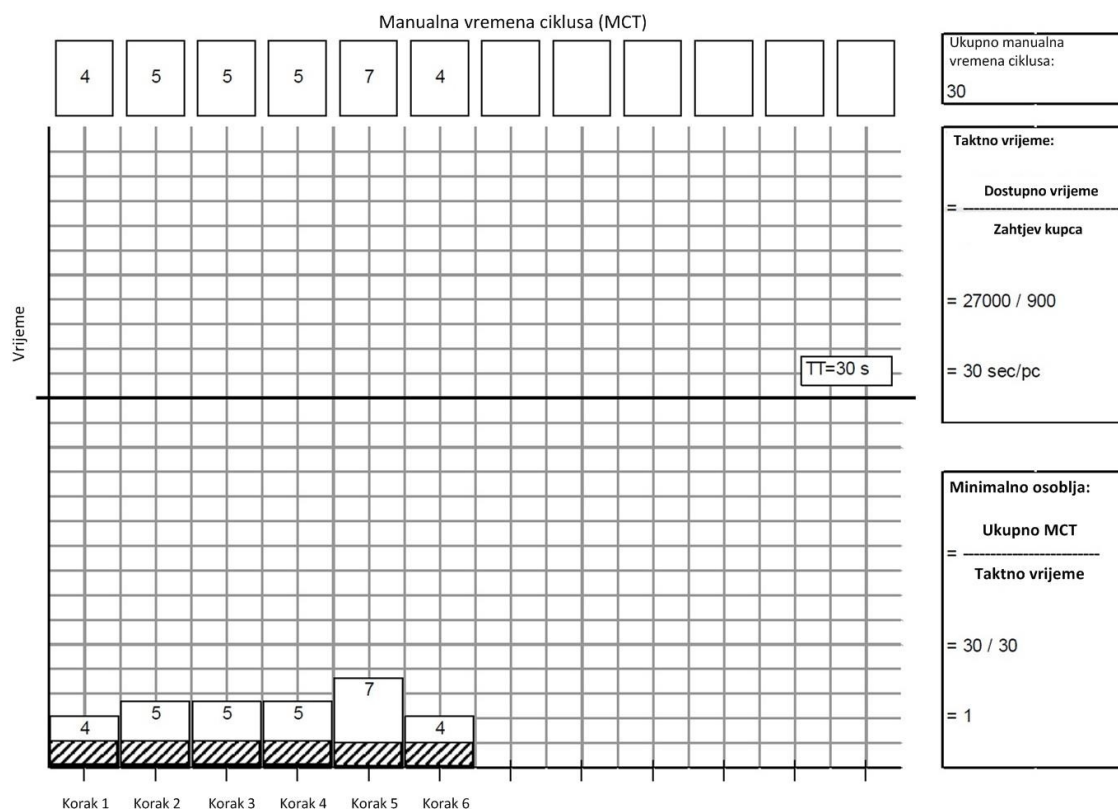 Manualna vremena ciklusa (MCT)
4 5 5 5 7 4
Ukupno manualna
vremena ciklusa:
30
Taktno vrijeme:
Dostupno vrijeme
= --------------------
Zahtjev kupca
= 27000 / 900
= 30 sec/pc
Vrijeme
TT=30 s
Minimalno osoblja:
Ukupno MCT
= --------------------
Taktno vrijeme
= 30 / 30
= 1
4 5 5 5 7 4
Korak 1 Korak 2 Korak 3 Korak 4 Korak 5 Korak 6